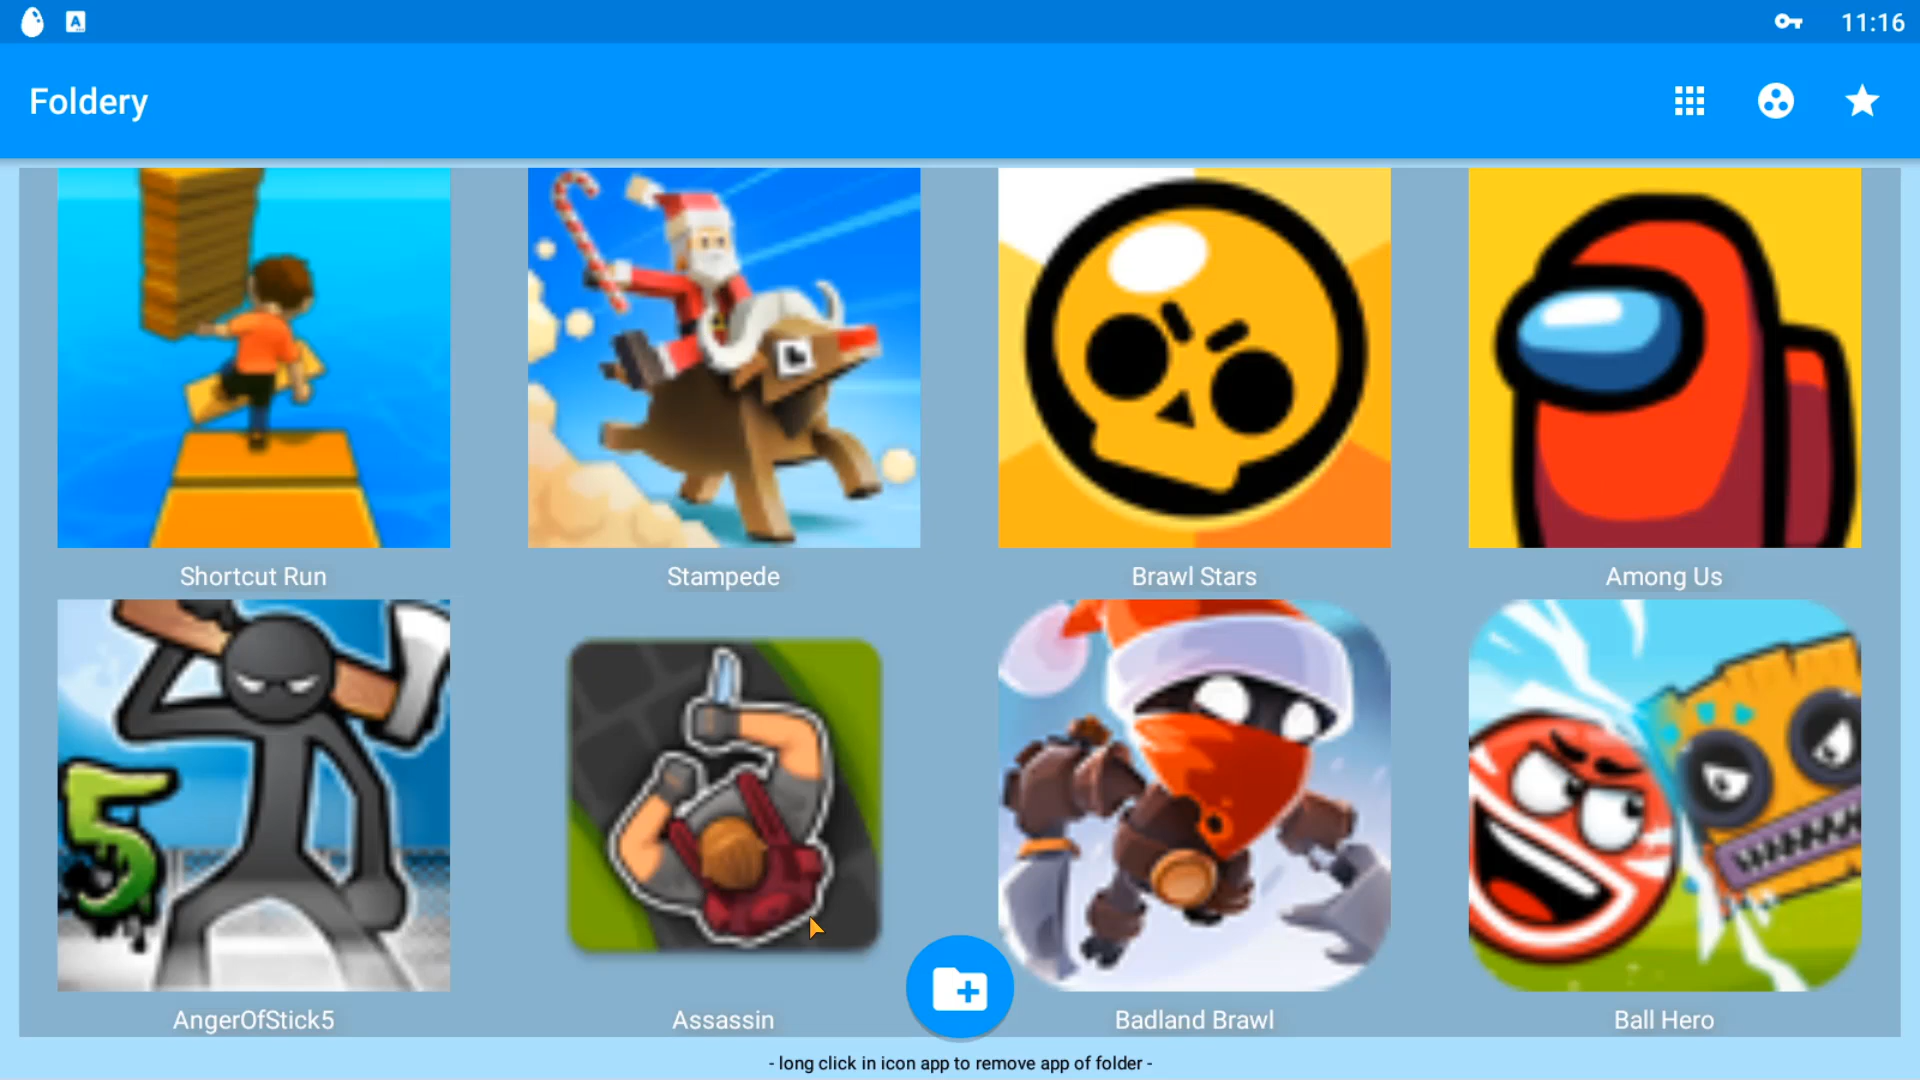 A
11:16
Foldery
Shortcut Run
Stampede
Brawl Stars
Among Us
5
AngerOfStick5
Assassin
Badland Brawl
Ball Hero
- long click in icon app to remove app of folder -